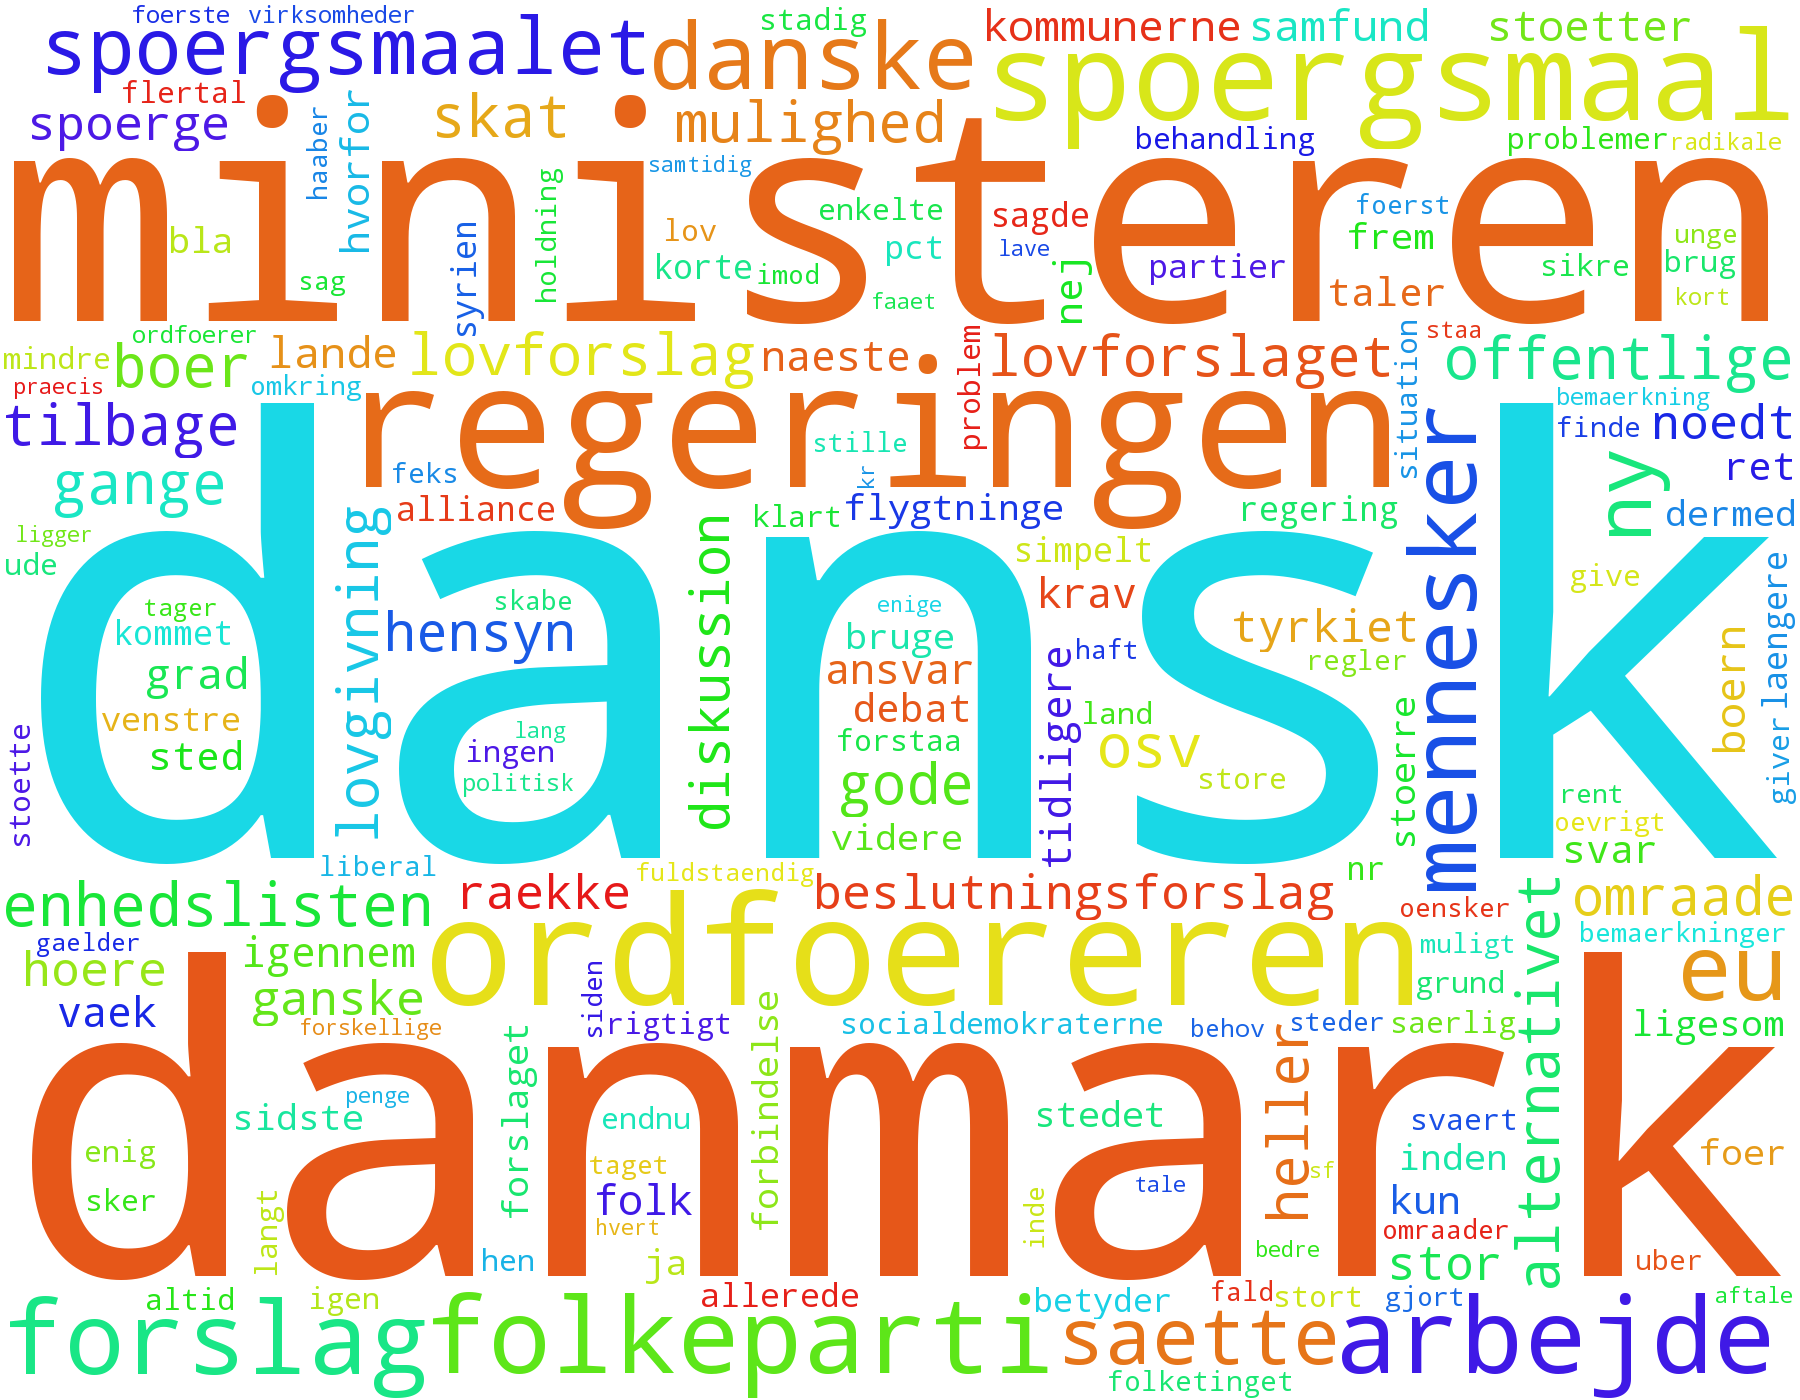 foerste virksomheder
spoergsmaalet
danske
stadig
kommunerne
samfund
stoetter
spoergsmaal
flertal
spoerge
haaber
hvorfor
skat
mulighed
behandling
problemer
radikale
ministeren
samtidig
bla
sag
syrien
holdning
lov
korte
imod
enkelte
pct
faaet
sagde
lave
nej
partier
foerst
frem
taler
sikre
unge
brug
kort
ordfoerer
mindre
boer
praecis
lande
omkring
lovforslag
naeste
problem
lovforslaget
situation
staa
offentlige
tilbage
regeringen
bemaerkning
finde
noedt
gange
feks
stille
kr
mennesker
ret
ny
alliance
klart
flygtninge
regering
dermed
ligger
ude
dansk
lovgivning
diskussion
simpelt
krav
give
tager
kommet
grad
venstre
sted
skabe
hensyn
enige
bruge
ansvar
debat
forstaa
gode
videre
tidligere
haft
tyrkiet
regler
land
osv
store
stoerre
boern
laengere
giver
stoette
lang
ingen
politisk
rent
oevrigt
svar
liberal
fuldstaendig
nr
enhedslisten
raekke
beslutningsforslag
oensker
omraade
gaelder
hoere
igennem
ordfoereren
muligt
bemaerkninger
vaek
ganske
grund
eu
forskellige
siden
rigtigt
forbindelse
socialdemokraterne
behov
steder
saerlig
ligesom
alternativet
danmark
forslaget
heller
penge
sidste
endnu
stedet
svaert
enig
taget
sf
inden
foer
sker
folk
tale
kun
langt
hvert
inde
omraader
hen
ja
bedre
stor
uber
altid
igen
allerede
betyder
fald
stort
gjort
aftale
forslag
folkeparti
saette
arbejde
folketinget